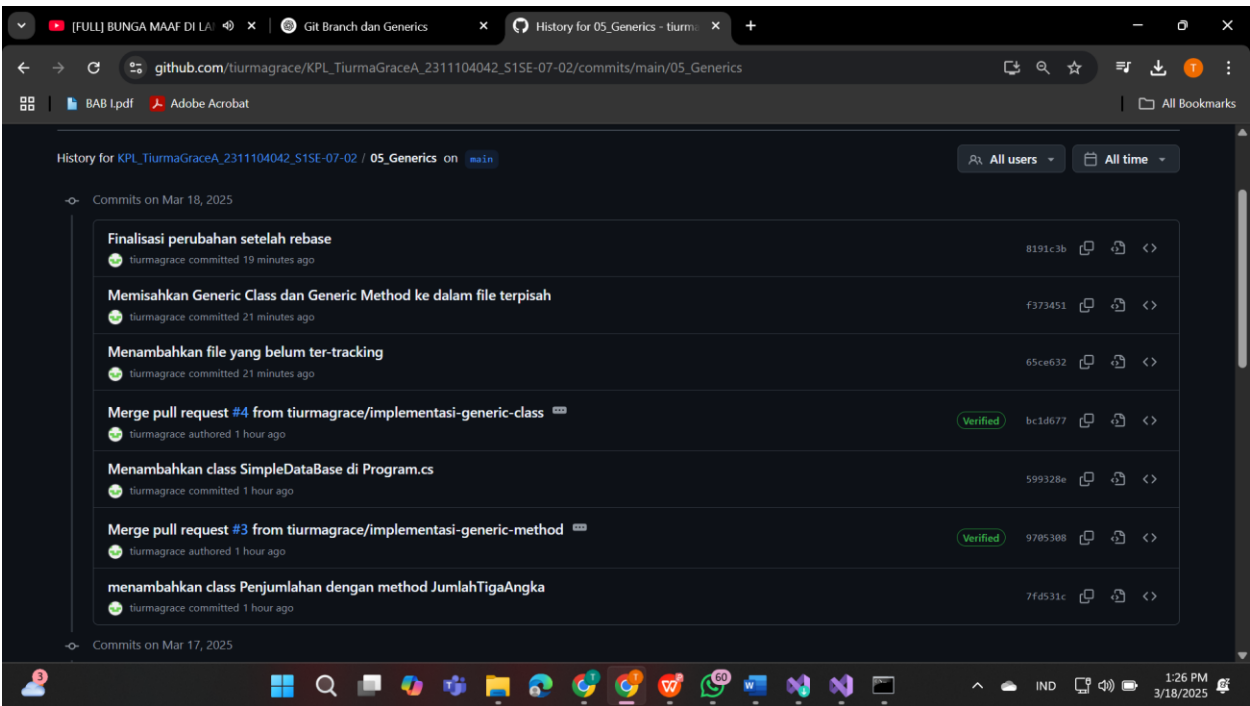 [FULL] BUNGA MAAF DI LA
Git Branch dan Generics
History for 05_Generics - tiurma
github.com/tiurmagrace/KPL_TiurmaGraceA_2311104042_S1SE-07-02/commits/main/05_Generics
T
BAB I.pdf
Adobe Acrobat
All Bookmarks
History for KPL_TiurmaGraceA_2311104042_S1SE-07-02 / 05_Generics on main
All users
All time
Commits on Mar 18, 2025
Finalisasi perubahan setelah rebase
tiurmagrace committed 19 minutes ago
8191c3b
Memisahkan Generic Class dan Generic Method ke dalam file terpisah
tiurmagrace committed 21 minutes ago
f373451
Menambahkan file yang belum ter-tracking
tiurmagrace committed 21 minutes ago
65ce632
Merge pull request #4 from tiurmagrace/implementasi-generic-class
tiurmagrace authored 1 hour ago
Verified
bc1d677
Menambahkan class SimpleDataBase di Program.cs
tiurmagrace committed 1 hour ago
599328e
Merge pull request #3 from tiurmagrace/implementasi-generic-method
tiurmagrace authored 1 hour ago
Verified
9705308
menambahkan class Penjumlahan dengan method JumlahTigaAngka
tiurmagrace committed 1 hour ago
7fd531c
Commits on Mar 17, 2025
3
60
IND
1:26 PM
3/18/2025